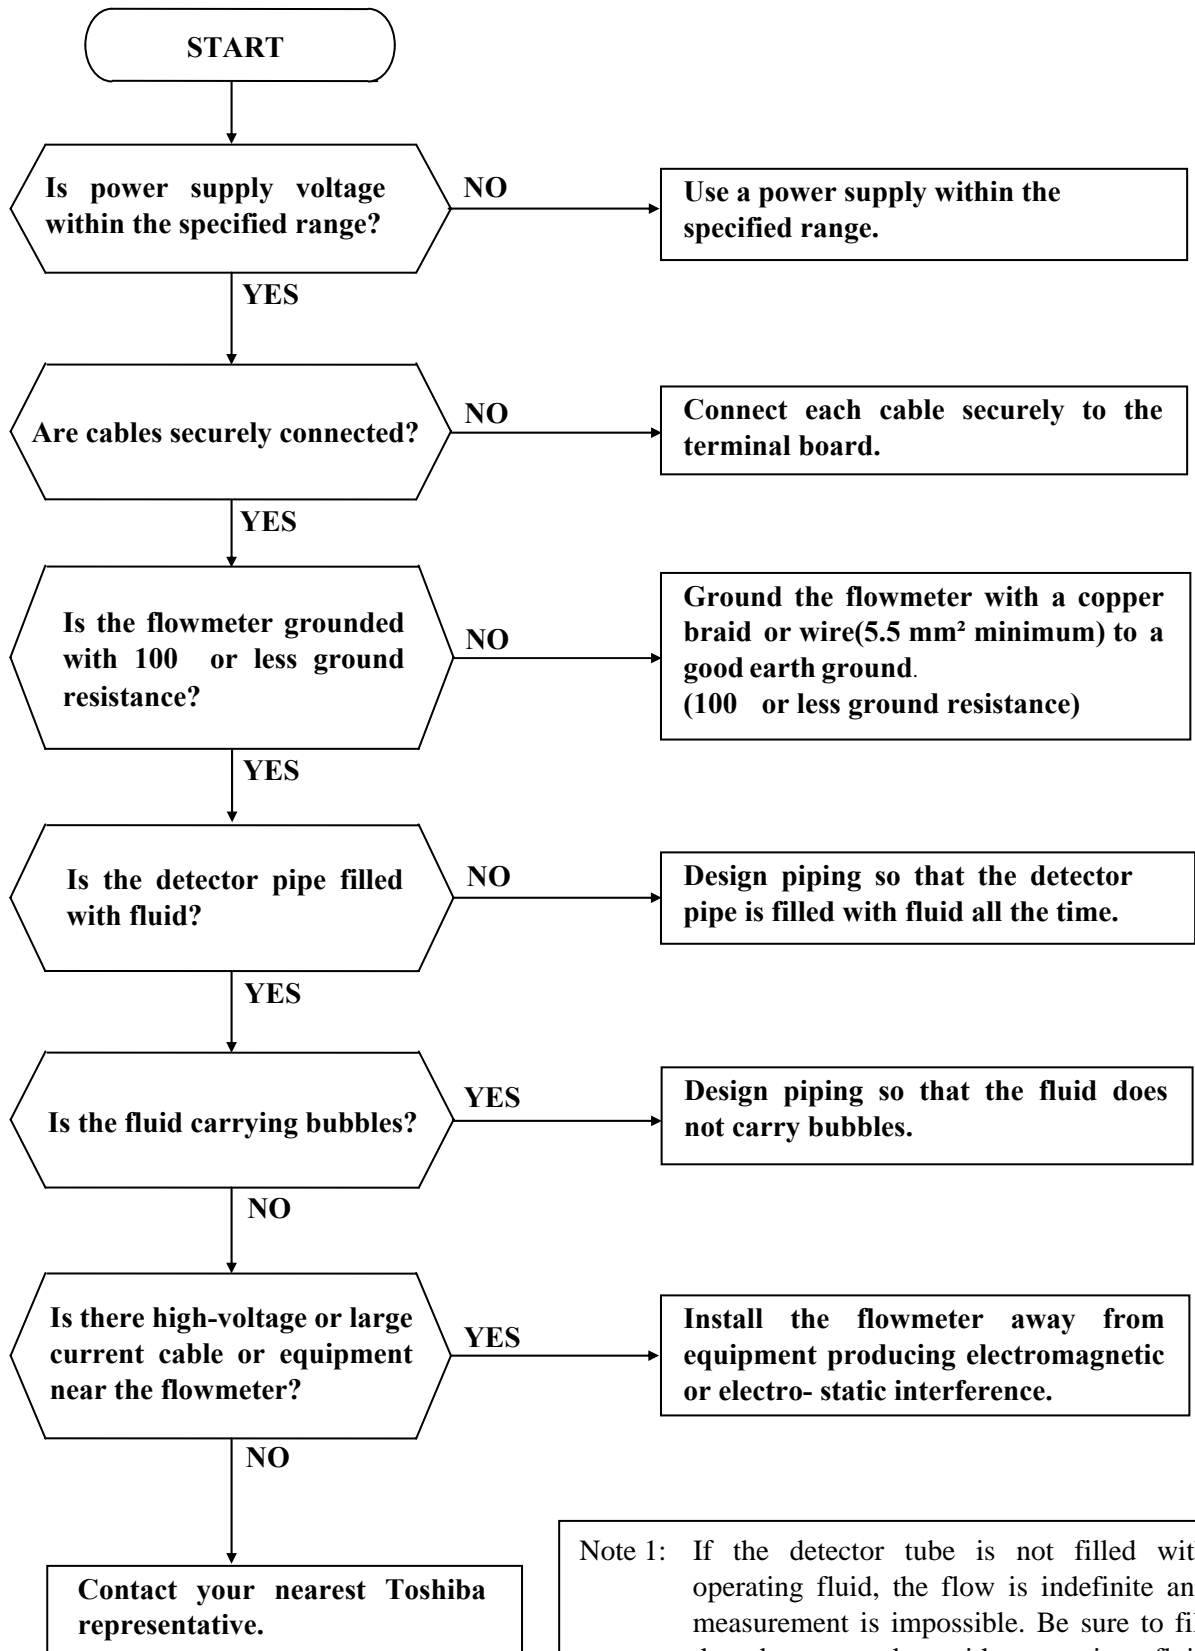 START
Is power supply voltage
within the specified range?
NO
Use a power supply within the
specified range.
YES
Are cables securely connected?
NO
Connect each cable securely to the
terminal board.
YES
Is the flowmeter grounded
with 100 or less ground
resistance?
NO
Ground the flowmeter with a copper
braid or wire(5.5 mm² minimum) to a
good earth ground.
(100 or less ground resistance)
YES
Is the detector pipe filled
with fluid?
NO
Design piping so that the detector
pipe is filled with fluid all the time.
YES
Is the fluid carrying bubbles?
YES
Design piping so that the fluid does
not carry bubbles.
NO
Is there high-voltage or large
current cable or equipment
near the flowmeter?
YES
Install the flowmeter away from
equipment producing electromagnetic
or electro- static interference.
NO
Contact your nearest Toshiba
representative.
Note 1: If the detector tube is not filled wit
operating fluid, the flow is indefinite an
measurement is impossible. Be sure to fil